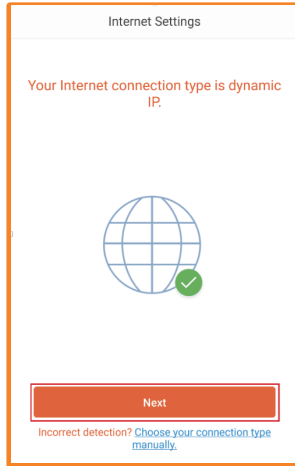 Internet Settings
Your Internet connection type is dynamic
IP.
Next
Incorrect detection? Choose your connection type
manually.